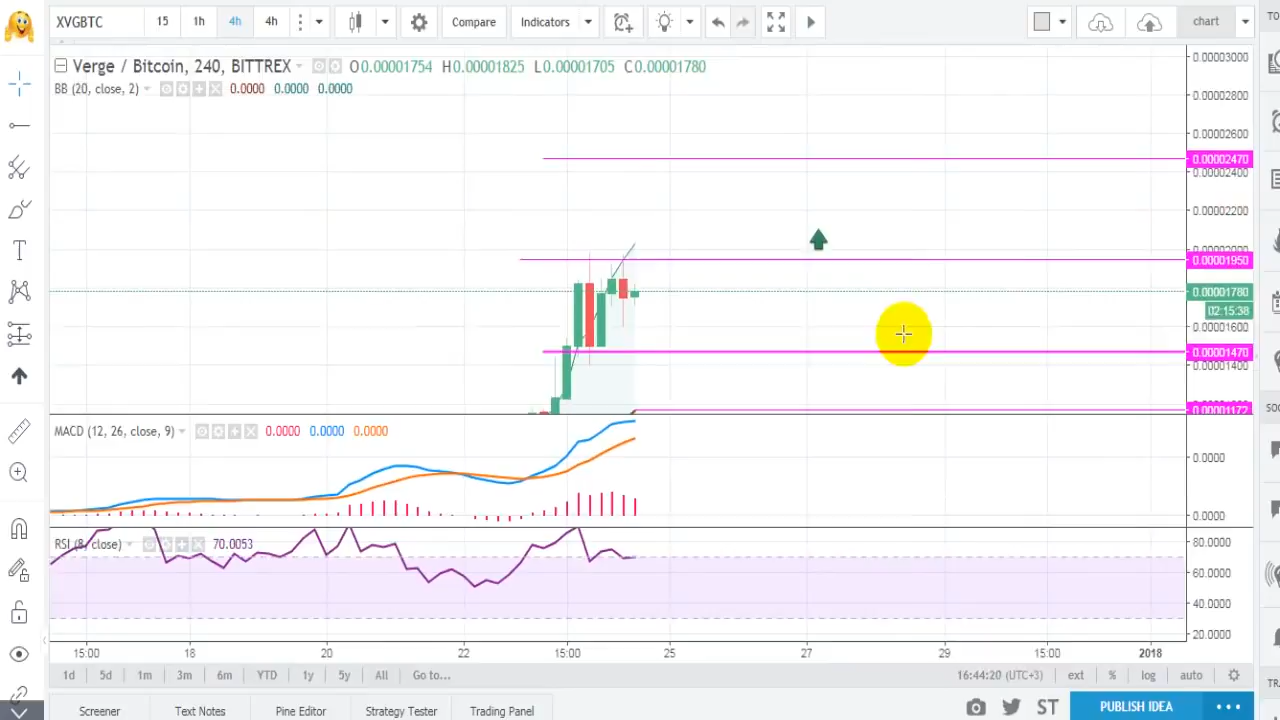 XVGBTC 15 1h 4h 4h Compare Indicators chart
Verge / Bitcoin, 240, BITTREX O0.00001754 H0.00001825 L0.00001705 C0.00001780
BB (20, close, 2) 0.0000 0.0000 0.0000
0.00003000
0.00002800
0.00002600
0.00002470
0.00002400
0.00002200
0.00001950
0.00001780
02:15:38
0.00001600
0.00001470
0.00001400
0.00001172
MACD (12, 26, close, 9) 0.0000 0.0000 0.0000
0.0000
0.0000
RSI (8, close) 70.0053
80.0000
60.0000
40.0000
20.0000
15:00 18 20 22 15:00 25 27 29 15:00 2018
1d 5d 1m 3m 6m YTD 1y 5y All Go to... 16:44:20 (UTC+3) ext % log auto
Screener Text Notes Pine Editor Strategy Tester Trading Panel ST PUBLISH IDEA